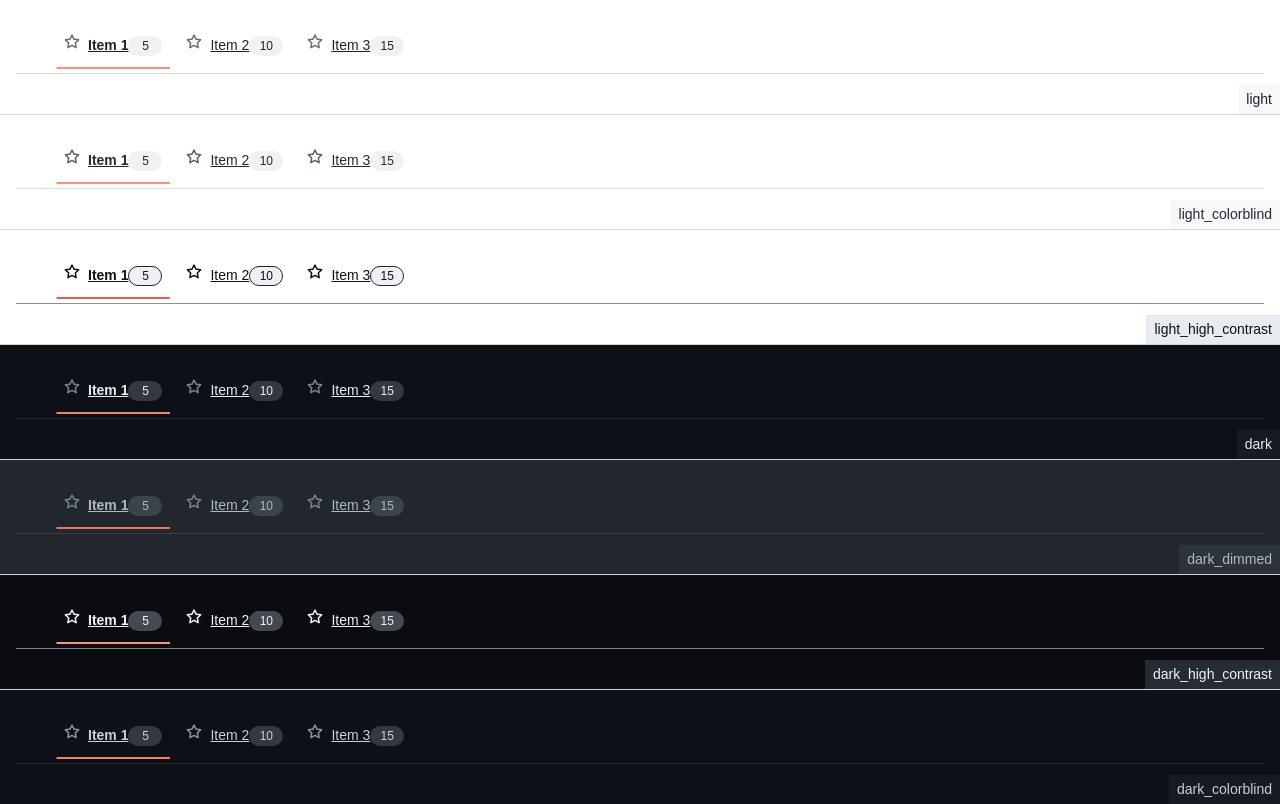 Item 1 5 Item 2 10 Item 3 15
light
Item 1 5 Item 2 10 Item 3 15
light_colorblind
Item 1 5 Item 2 10 Item 3 15
light_high_contrast
Item 1 5 Item 2 10 Item 3 15
dark
Item 1 5 Item 2 10 Item 3 15
dark_dimmed
Item 1 5 Item 2 10 Item 3 15
dark_high_contrast
Item 1 5 Item 2 10 Item 3 15
dark_colorblind